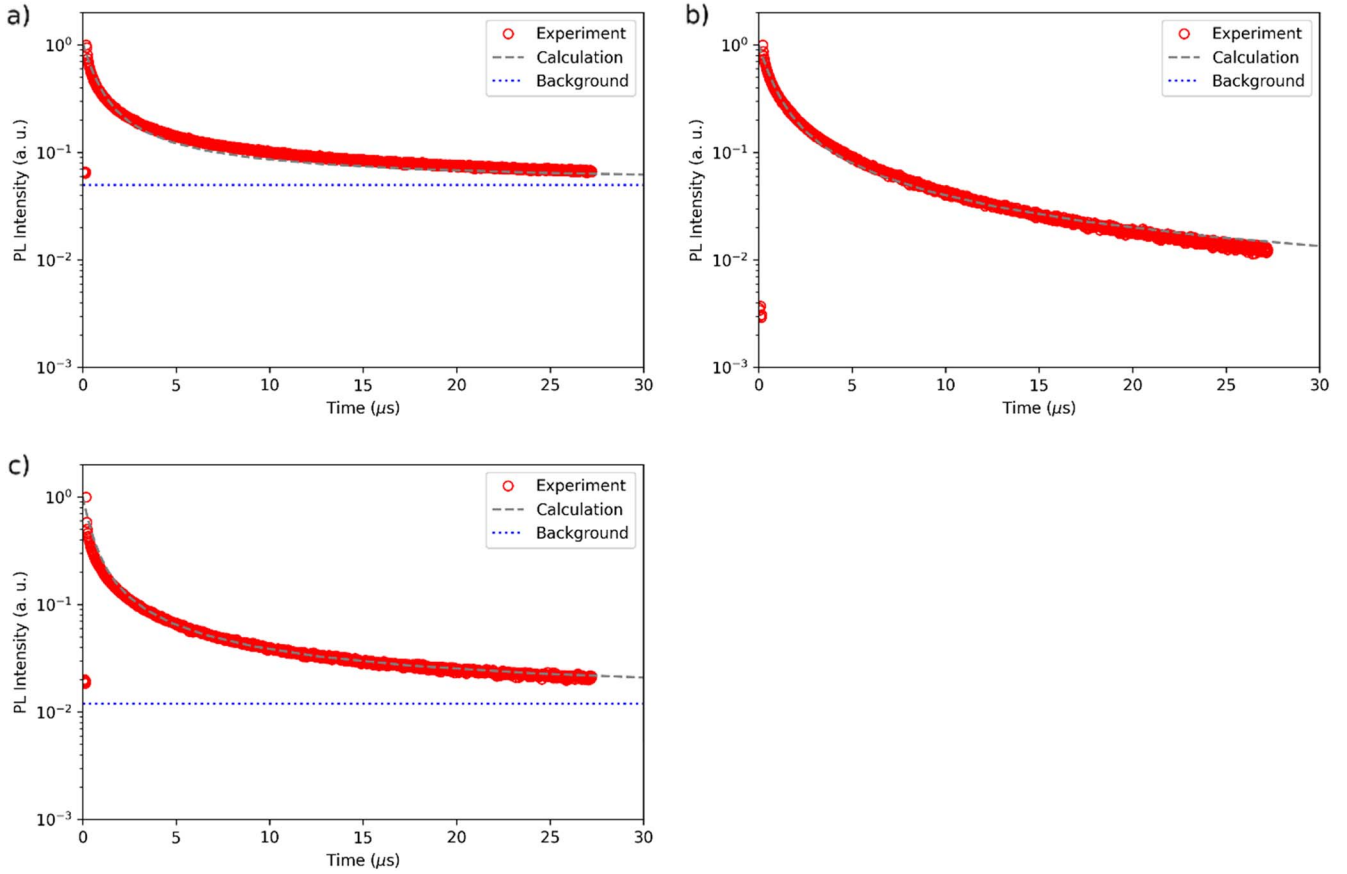 a)
10⁰
10⁻¹
10⁻²
10⁻³
PL Intensity (a. u.)
Experiment
Calculation
Background
0 5 10 15 20 25 30
Time (μs)
b)
10⁰
10⁻¹
10⁻²
10⁻³
PL Intensity (a. u.)
Experiment
Calculation
Background
0 5 10 15 20 25 30
Time (μs)
c)
10⁰
10⁻¹
10⁻²
10⁻³
PL Intensity (a. u.)
Experiment
Calculation
Background
0 5 10 15 20 25 30
Time (μs)